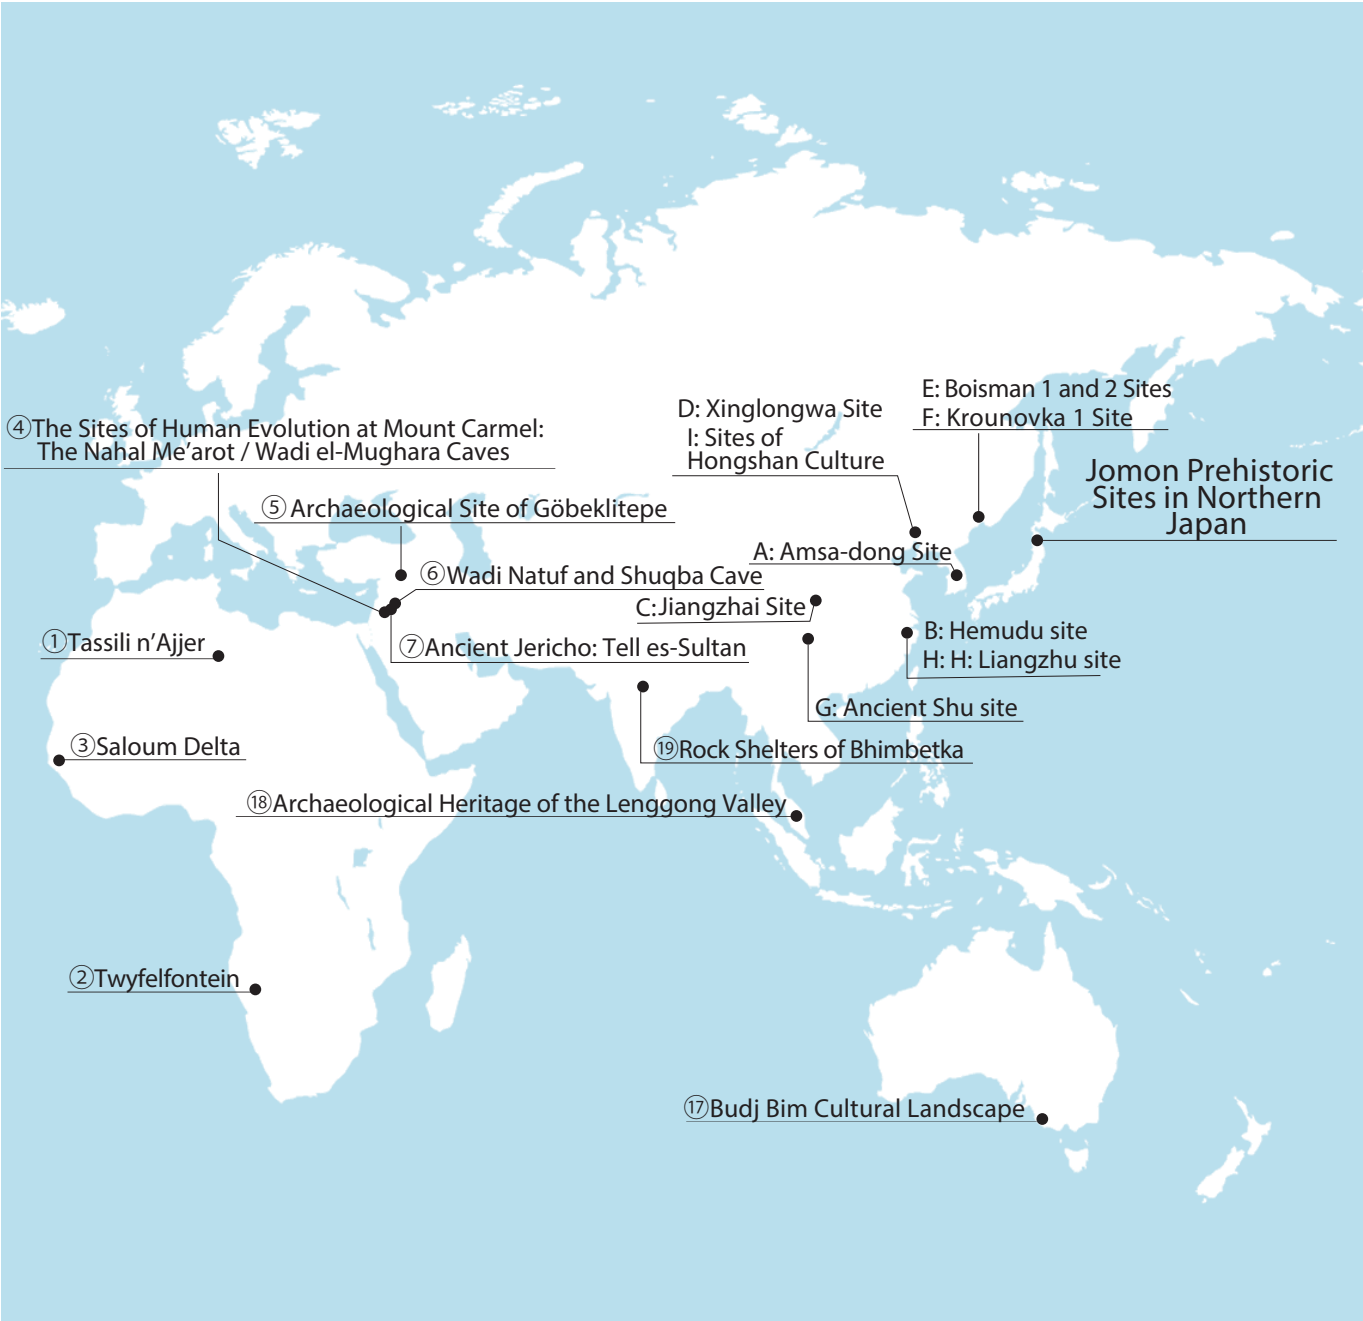 E: Boisman 1 and 2 Sites
F: Krounovka 1 Site
D: Xinglongwa Site
I: Sites of
Hongshan Culture
④The Sites of Human Evolution at Mount Carmel:
The Nahal Me’arot / Wadi el-Mughara Caves
Jomon Prehistoric
Sites in Northern
Japan
⑤ Archaeological Site of Göbeklitepe
A: Amsa-dong Site
⑥Wadi Natuf and Shuqba Cave
C:Jiangzhai Site
①Tassili n’Ajjer
⑦Ancient Jericho: Tell es-Sultan
B: Hemudu site
H: H: Liangzhu site
G: Ancient Shu site
③Saloum Delta
⑲Rock Shelters of Bhimbetka
⑱Archaeological Heritage of the Lenggong Valley
②Twyfelfontein
⑰Budj Bim Cultural Landscape